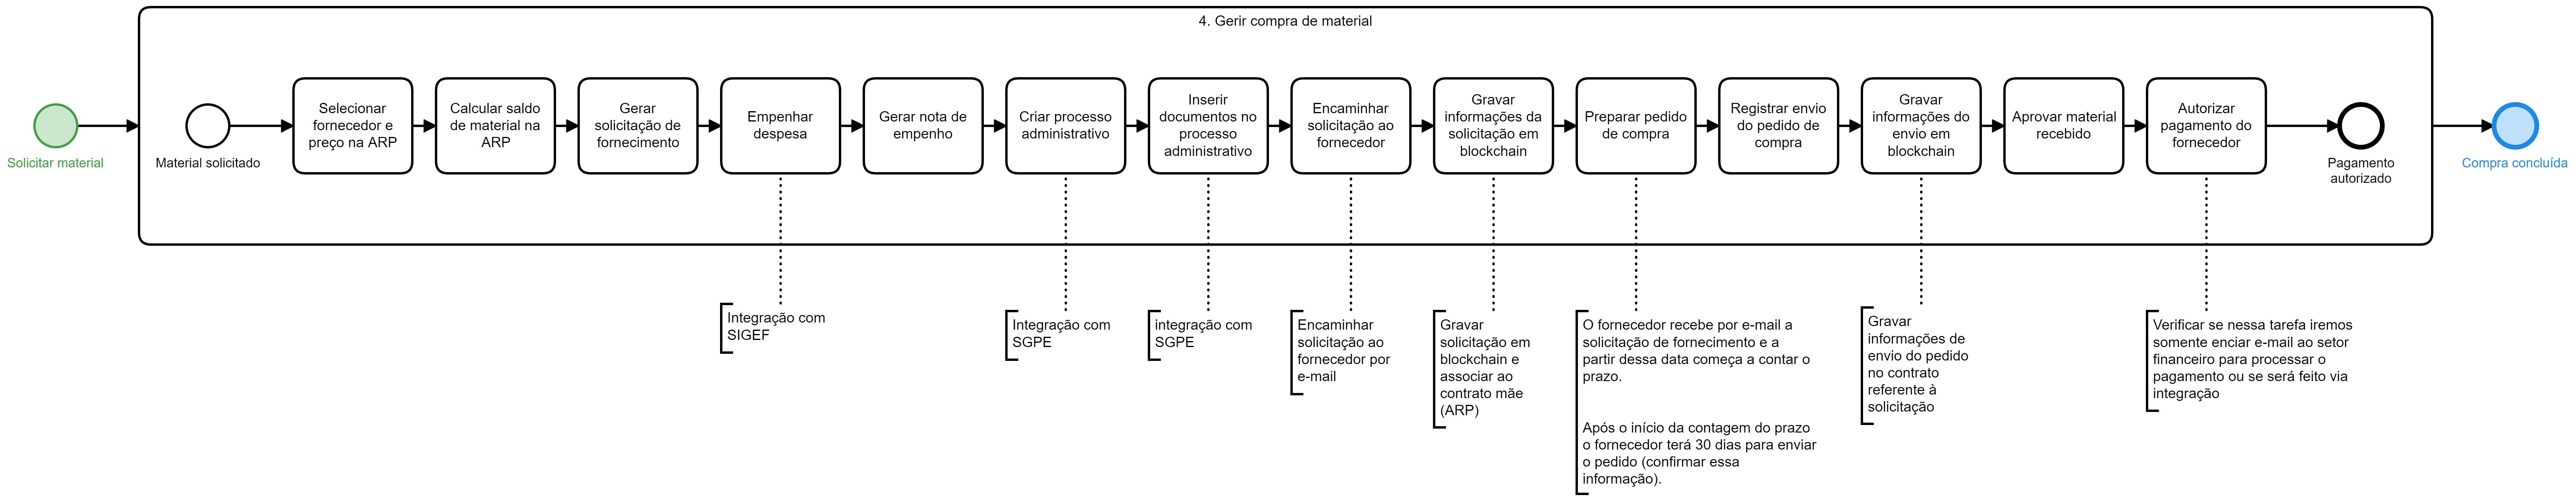 4. Gerir compra de material
Solicitar material
Material solicitado
Selecionar
fornecedor e
preço na ARP
Calcular saldo
de material na
ARP
Gerar
solicitação de
fornecimento
Empenhar
despesa
Gerar nota de
empenho
Criar processo
administrativo
Inserir
documentos no
processo
administrativo
Encaminhar
solicitação ao
fornecedor
Gravar
informações da
solicitação em
blockchain
Preparar pedido
de compra
Registrar envio
do pedido de
compra
Gravar
informações do
envio em
blockchain
Aprovar material
recebido
Autorizar
pagamento do
fornecedor
Pagamento
autorizado
Compra concluída
Integração com
SIGEF
Integração com
SGPE
integração com
SGPE
Encaminhar
solicitação ao
fornecedor por
e-mail
Gravar
solicitação em
blockchain e
associar ao
contrato mãe
(ARP)
O fornecedor recebe por e-mail a
solicitação de fornecimento e a
partir dessa data começa a contar o
prazo.
Após o início da contagem do prazo
o fornecedor terá 30 dias para enviar
o pedido (confirmar essa
informação).
Gravar
informações de
envio do pedido
no contrato
referente à
solicitação
Verificar se nessa tarefa iremos
somente enciar e-mail ao setor
financeiro para processar o
pagamento ou se será feito via
integração